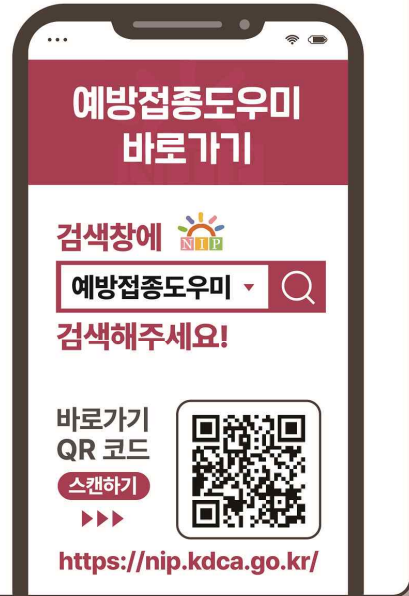 예방접종도우미
바로가기
검색창에
NIP
예방접종도우미
검색해주세요!
바로가기
QR 코드
스캔하기
https://nip.kdca.go.kr/